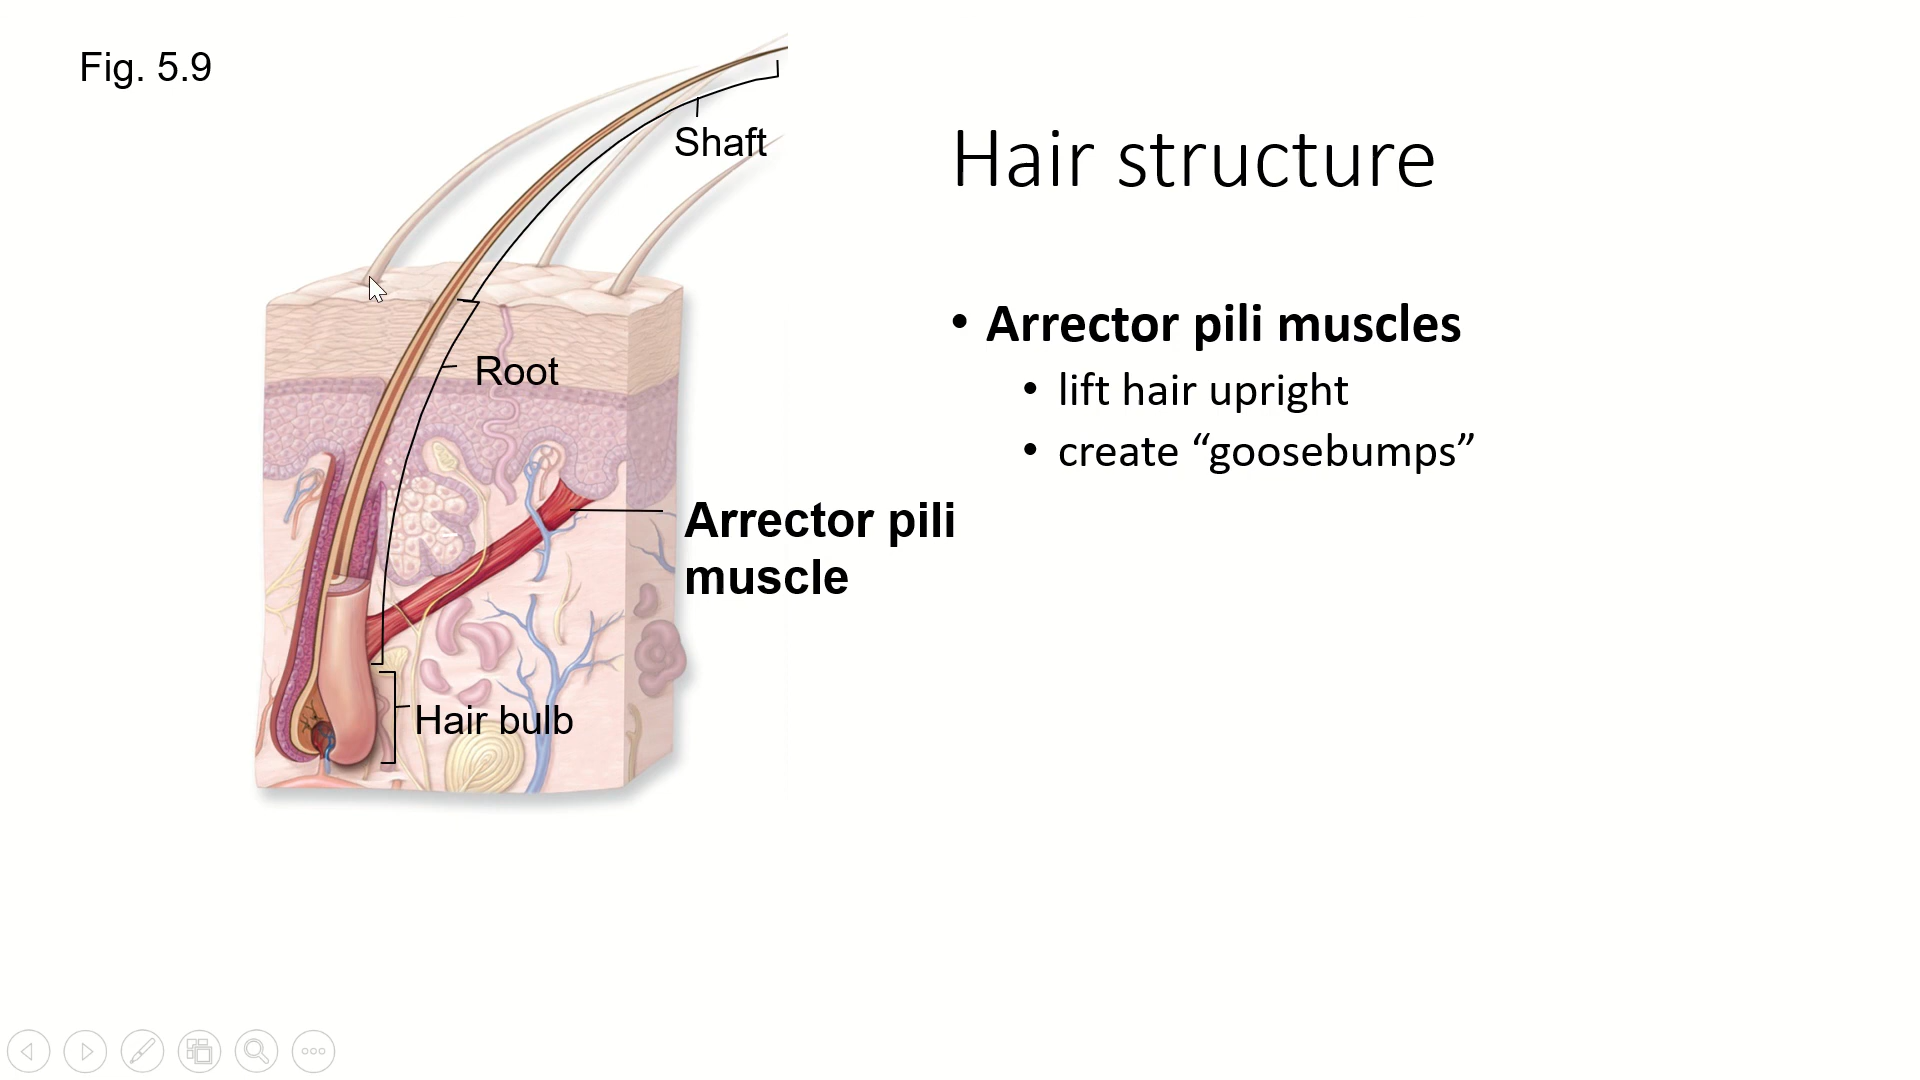 Fig. 5.9
Shaft
Root
Arrector pili
muscle
Hair bulb
Hair structure
• Arrector pili muscles
• lift hair upright
• create “goosebumps”